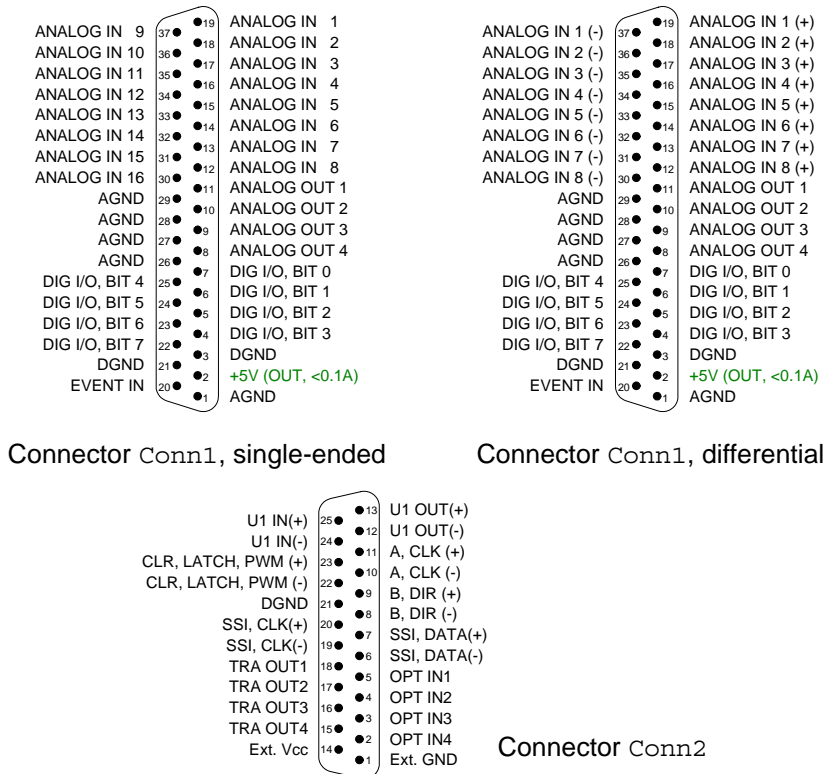 ANALOG IN 9 37 19 ANALOG IN 1
ANALOG IN 10 36 18 ANALOG IN 2
ANALOG IN 11 35 17 ANALOG IN 3
ANALOG IN 12 34 16 ANALOG IN 4
ANALOG IN 13 33 15 ANALOG IN 5
ANALOG IN 14 32 14 ANALOG IN 6
ANALOG IN 15 31 13 ANALOG IN 7
ANALOG IN 16 30 12 ANALOG IN 8
AGND 29 11 ANALOG OUT 1
AGND 28 10 ANALOG OUT 2
AGND 27 9 ANALOG OUT 3
AGND 26 8 ANALOG OUT 4
DIG I/O, BIT 4 25 7 DIG I/O, BIT 0
DIG I/O, BIT 5 24 6 DIG I/O, BIT 1
DIG I/O, BIT 6 23 5 DIG I/O, BIT 2
DIG I/O, BIT 7 22 4 DIG I/O, BIT 3
DGND 21 3 DGND
EVENT IN 20 2 +5V (OUT, <0.1A)
1 AGND
Connector Conn1, single-ended
ANALOG IN 1 (-) 37 19 ANALOG IN 1 (+)
ANALOG IN 2 (-) 36 18 ANALOG IN 2 (+)
ANALOG IN 3 (-) 35 17 ANALOG IN 3 (+)
ANALOG IN 4 (-) 34 16 ANALOG IN 4 (+)
ANALOG IN 5 (-) 33 15 ANALOG IN 5 (+)
ANALOG IN 6 (-) 32 14 ANALOG IN 6 (+)
ANALOG IN 7 (-) 31 13 ANALOG IN 7 (+)
ANALOG IN 8 (-) 30 12 ANALOG IN 8 (+)
AGND 29 11 ANALOG OUT 1
AGND 28 10 ANALOG OUT 2
AGND 27 9 ANALOG OUT 3
AGND 26 8 ANALOG OUT 4
DIG I/O, BIT 4 25 7 DIG I/O, BIT 0
DIG I/O, BIT 5 24 6 DIG I/O, BIT 1
DIG I/O, BIT 6 23 5 DIG I/O, BIT 2
DIG I/O, BIT 7 22 4 DIG I/O, BIT 3
DGND 21 3 DGND
EVENT IN 20 2 +5V (OUT, <0.1A)
1 AGND
Connector Conn1, differential
U1 IN(+) 25 13 U1 OUT(+)
U1 IN(-) 24 12 U1 OUT(-)
CLR, LATCH, PWM (+) 23 11 A, CLK (+)
CLR, LATCH, PWM (-) 22 10 A, CLK (-)
DGND 21 9 B, DIR (+)
SSI, CLK(+) 20 8 B, DIR (-)
SSI, CLK(-) 19 7 SSI, DATA(+)
TRA OUT1 18 6 SSI, DATA(-)
TRA OUT2 17 5 OPT IN1
TRA OUT3 16 4 OPT IN2
TRA OUT4 15 3 OPT IN3
Ext. Vcc 14 2 OPT IN4
1 Ext. GND
Connector Conn2